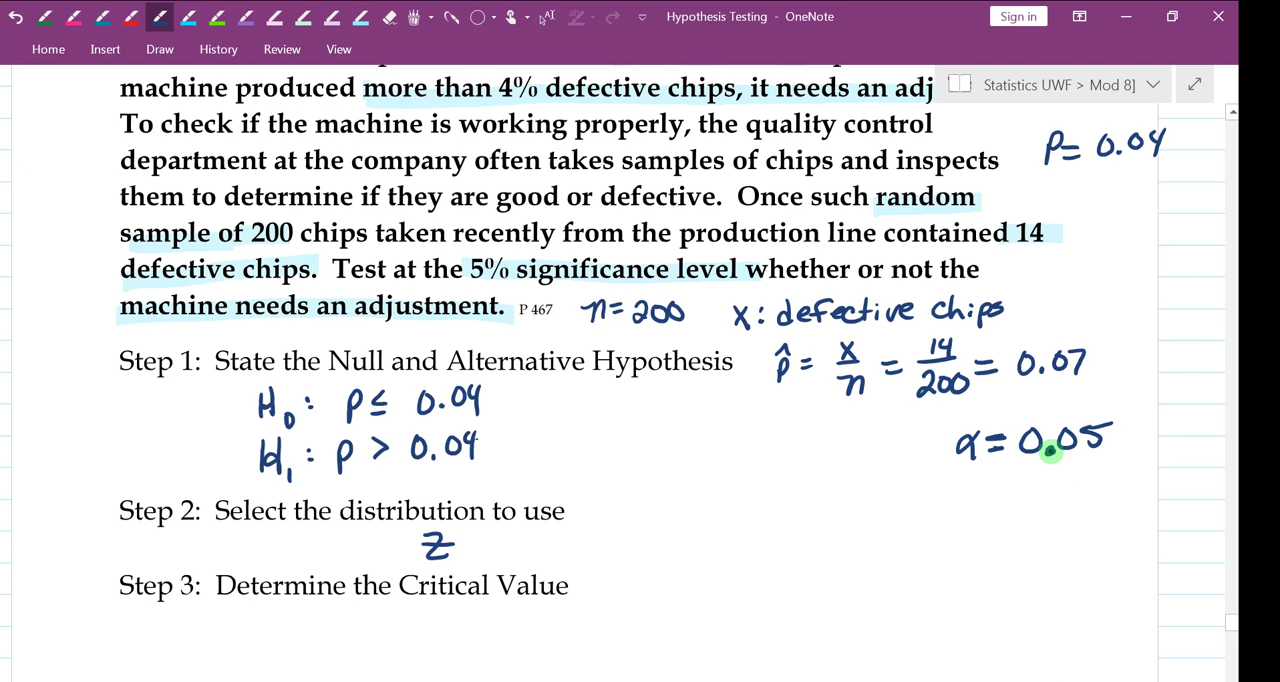 Hypothesis Testing - OneNote
Sign in
Home Insert Draw History Review View
machine produced more than 4% defective chips, it needs an adj
Statistics UWF > Mod 8]
To check if the machine is working properly, the quality control
department at the company often takes samples of chips and inspects
P = 0.04
them to determine if they are good or defective. Once such random
sample of 200 chips taken recently from the production line contained 14
defective chips. Test at the 5% significance level whether or not the
machine needs an adjustment. P 467 n = 200 x: defective chips
Step 1: State the Null and Alternative Hypothesis p̂ = x/n = 14/200 = 0.07
H₀: p ≤ 0.04
H₁: p > 0.04
α = 0.05
Step 2: Select the distribution to use
Z
Step 3: Determine the Critical Value